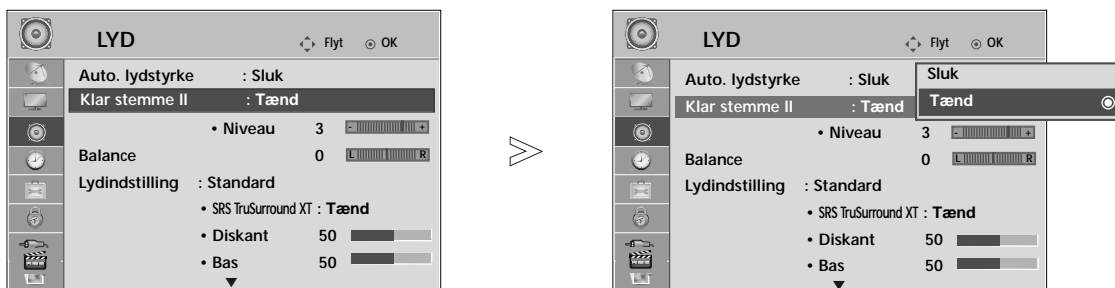 LYD Flyt OK
Auto. lydstyrke : Sluk
Klar stemme II : Tænd
• Niveau 3 - +
Balance 0 L R
Lydindstilling : Standard
• SRS TruSurround XT : Tænd
• Diskant 50
• Bas 50
LYD Flyt OK
Auto. lydstyrke : Sluk
Klar stemme II : Tænd
Sluk
Tænd
• Niveau 3 - +
Balance 0 L R
Lydindstilling : Standard
• SRS TruSurround XT : Tænd
• Diskant 50
• Bas 50